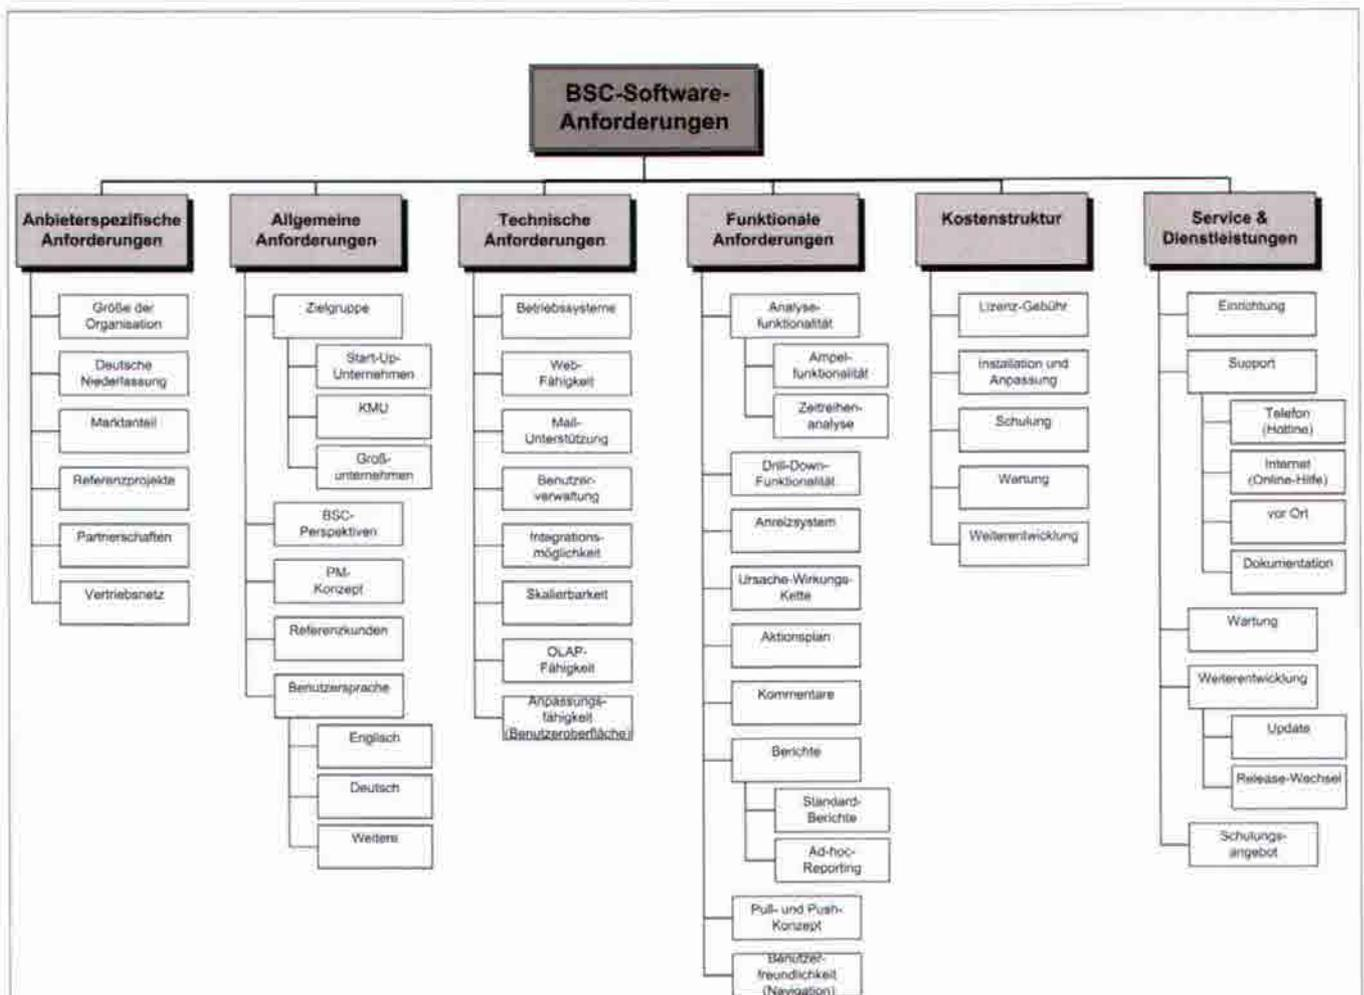 BSC-Software-
Anforderungen
Anbieterspezifische
Anforderungen
Größe der
Organisation
Deutsche
Niederlassung
Marktanteil
Referenzprojekte
Partnerschaften
Vertriebsnetz
Allgemeine
Anforderungen
Zielgruppe
Start-Up-
Unternehmen
KMU
Groß-
unternehmen
BSC-
Perspektiven
PM-
Konzept
Referenzkunden
Benutzersprache
Englisch
Deutsch
Weitere
Technische
Anforderungen
Betriebssysteme
Web-
Fähigkeit
Mail-
Unterstützung
Benutzer-
verwaltung
Integrations-
möglichkeit
Skalierbarkeit
OLAP-
Fähigkeit
Anpassungs-
fähigkeit
(Benutzeroberfläche)
Funktionale
Anforderungen
Analyse-
funktionalität
Ampel-
funktionalität
Zeitreihen-
analyse
Drill-Down-
Funktionalität
Anreizsystem
Ursache-Wirkungs-
Kette
Aktionsplan
Kommentare
Berichte
Standard-
Berichte
Ad-hoc-
Reporting
Pull- und Push-
Konzept
Benutzer-
freundlichkeit
(Navigation)
Kostenstruktur
Lizenz-Gebühr
Installation und
Anpassung
Schulung
Wartung
Weiterentwicklung
Service &
Dienstleistungen
Einrichtung
Support
Telefon
(Hotline)
Internet
(Online-Hilfe)
vor Ort
Dokumentation
Wartung
Weiterentwicklung
Update
Release-Wechsel
Schulungs-
angebot